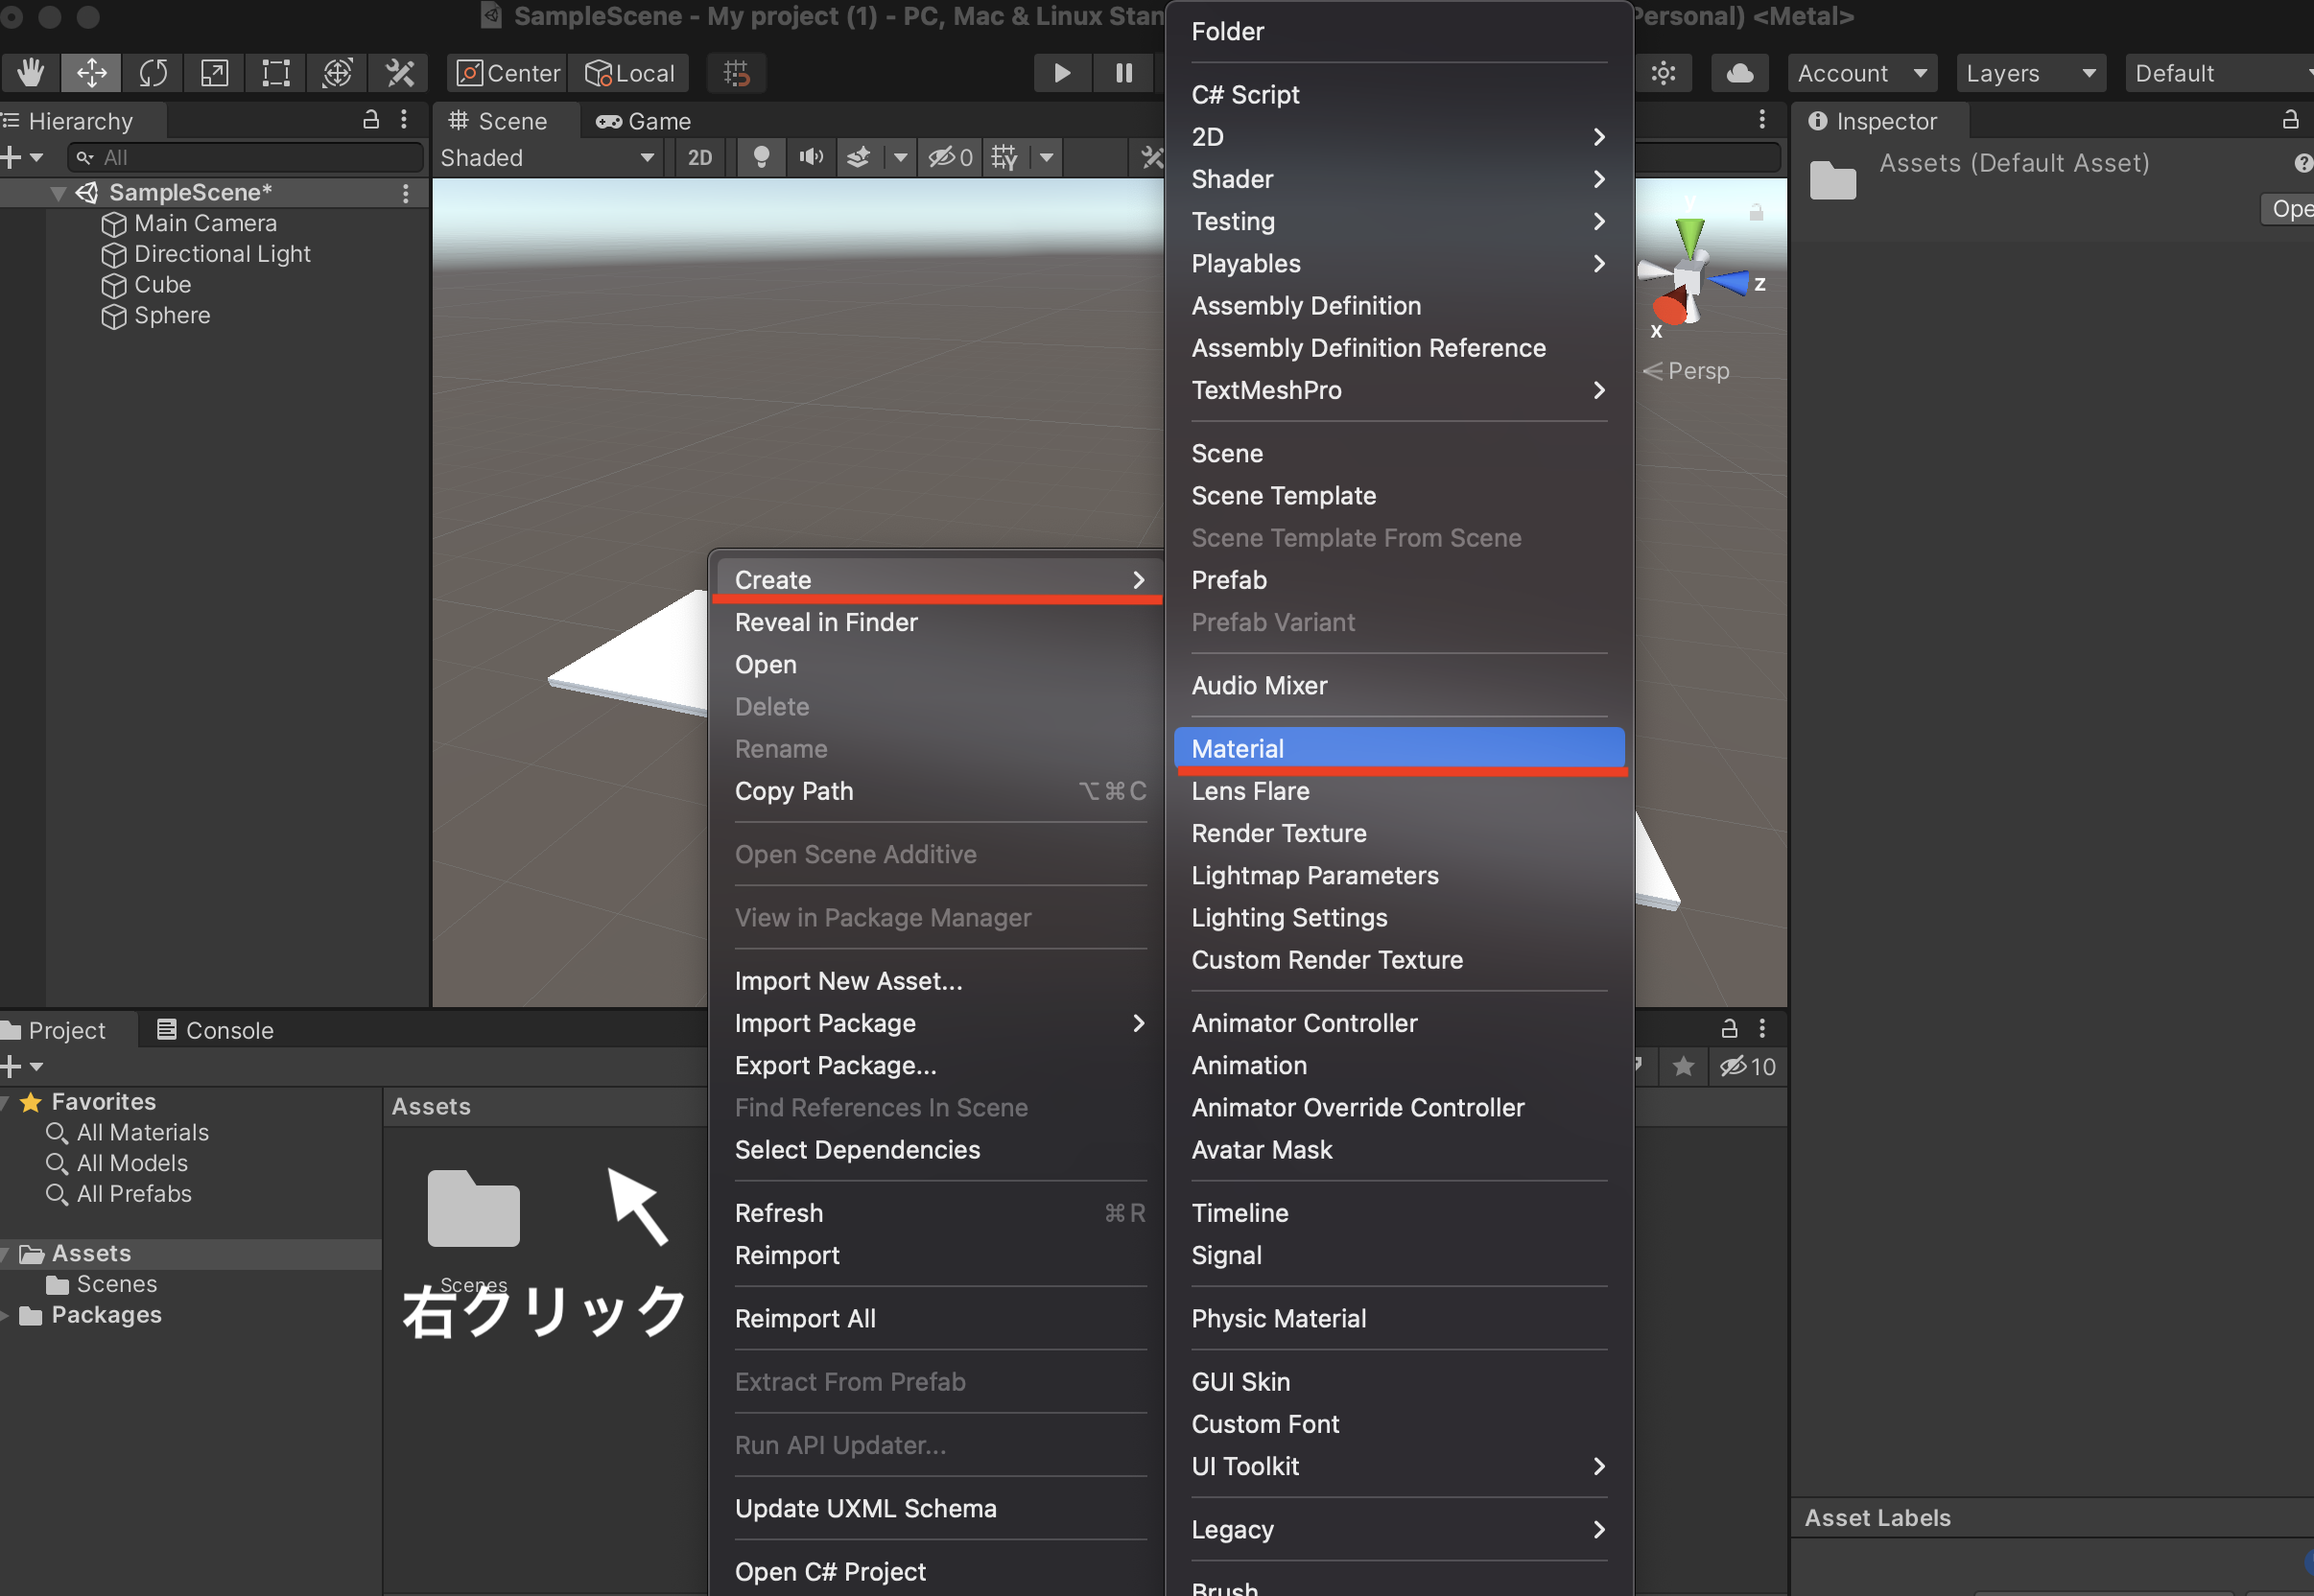 SampleScene - My project (1) - PC, Mac & Linux Stan
Personal) <Metal>
Center
Local
Account
Layers
Default
Hierarchy
All
SampleScene*
Main Camera
Directional Light
Cube
Sphere
Scene
Game
Shaded
2D
0
y
z
x
Persp
Inspector
Assets (Default Asset)
Ope
Create
Reveal in Finder
Open
Delete
Rename
Copy Path ⌥⌘C
Open Scene Additive
View in Package Manager
Import New Asset...
Import Package
Export Package...
Find References In Scene
Select Dependencies
Refresh ⌘R
Reimport
Reimport All
Extract From Prefab
Run API Updater...
Update UXML Schema
Open C# Project
Folder
C# Script
2D
Shader
Testing
Playables
Assembly Definition
Assembly Definition Reference
TextMeshPro
Scene
Scene Template
Scene Template From Scene
Prefab
Prefab Variant
Audio Mixer
Material
Lens Flare
Render Texture
Lightmap Parameters
Lighting Settings
Custom Render Texture
Animator Controller
Animation
Animator Override Controller
Avatar Mask
Timeline
Signal
Physic Material
GUI Skin
Custom Font
UI Toolkit
Legacy
Brush
Project
Console
10
Favorites
All Materials
All Models
All Prefabs
Assets
Scenes
Packages
Assets
Scenes
右クリック
Asset Labels